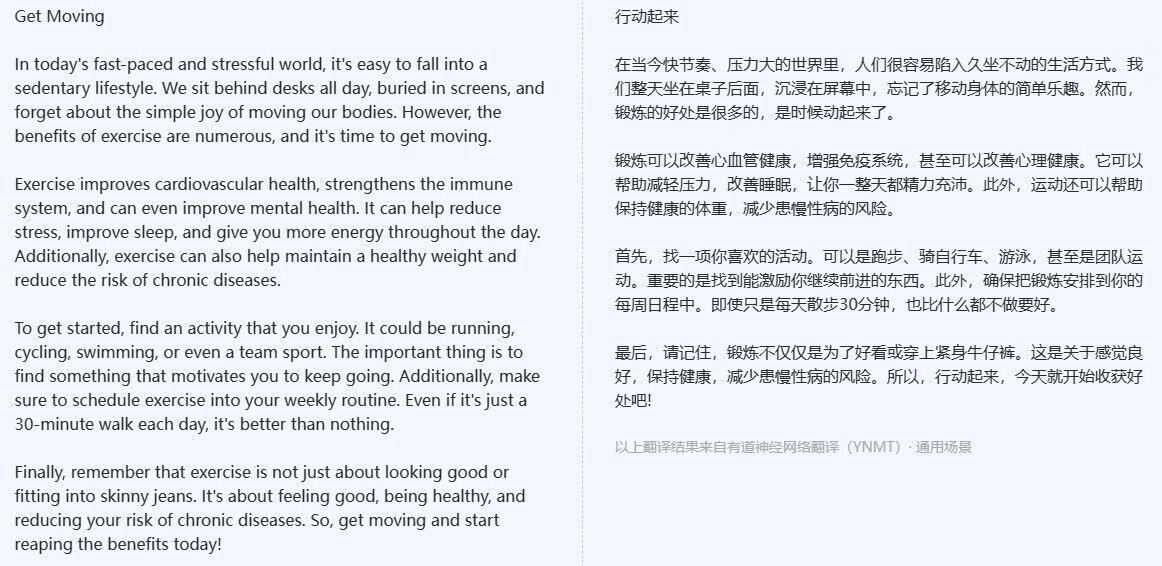 Get Moving
In today's fast-paced and stressful world, it's easy to fall into a
sedentary lifestyle. We sit behind desks all day, buried in screens, and
forget about the simple joy of moving our bodies. However, the
benefits of exercise are numerous, and it's time to get moving.
Exercise improves cardiovascular health, strengthens the immune
system, and can even improve mental health. It can help reduce
stress, improve sleep, and give you more energy throughout the day.
Additionally, exercise can also help maintain a healthy weight and
reduce the risk of chronic diseases.
To get started, find an activity that you enjoy. It could be running,
cycling, swimming, or even a team sport. The important thing is to
find something that motivates you to keep going. Additionally, make
sure to schedule exercise into your weekly routine. Even if it's just a
30-minute walk each day, it's better than nothing.
Finally, remember that exercise is not just about looking good or
fitting into skinny jeans. It's about feeling good, being healthy, and
reducing your risk of chronic diseases. So, get moving and start
reaping the benefits today!
行动起来
在当今快节奏、压力大的世界里，人们很容易陷入久坐不动的生活方式。我
们整天坐在桌子后面，沉浸在屏幕中，忘记了移动身体的简单乐趣。然而，
锻炼的好处是很多的，是时候动起来了。
锻炼可以改善心血管健康，增强免疫系统，甚至可以改善心理健康。它可以
帮助减轻压力，改善睡眠，让你一整天都精力充沛。此外，运动还可以帮助
保持健康的体重，减少患慢性病的风险。
首先，找一项你喜欢的活动。可以是跑步、骑自行车、游泳，甚至是团队运
动。重要的是找到能激励你继续前进的东西。此外，确保把锻炼安排到你的
每周日程中。即使只是每天散步30分钟，也比什么都不做要好。
最后，请记住，锻炼不仅仅是为了好看或穿上紧身牛仔裤。这是关于感觉良
好，保持健康，减少患慢性病的风险。所以，行动起来，今天就开始收获好
处吧!
以上翻译结果来自有道神经网络翻译（YNMT）· 通用场景